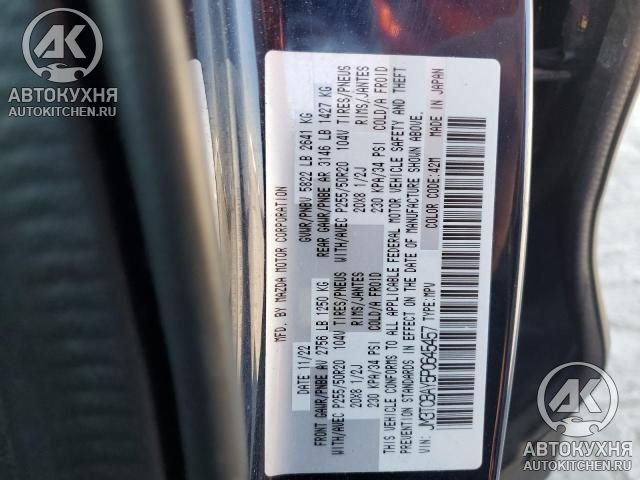 MFD. BY MAZDA MOTOR CORPORATION
DATE 11/22 GVWR/PNBV 5822 LB 2641 KG
FRONT GAWR/PNBE AV 2756 LB 1250 KG REAR GAWR/PNBE AR 3146 LB 1427 KG
WITH/AVEC P255/50R20 104V TIRES/PNEUS WITH/AVEC P255/50R20 104V TIRES/PNEUS
20X8 1/2J RIMS/JANTES 20X8 1/2J RIMS/JANTES
230 KPA/34 PSI COLD/A FROID 230 KPA/34 PSI COLD/A FROID
THIS VEHICLE CONFORMS TO ALL APPLICABLE FEDERAL MOTOR VEHICLE SAFETY AND THEFT
PREVENTION STANDARDS IN EFFECT ON THE DATE OF MANUFACTURE SHOWN ABOVE.
VIN: JM3TCBAY5P0645457 TYPE: MPV COLOR CODE: 42M MADE IN JAPAN
AK
АВТОКУХНЯ
AUTOKITCHEN.RU
AK
АВТОКУХНЯ
AUTOKITCHEN.RU